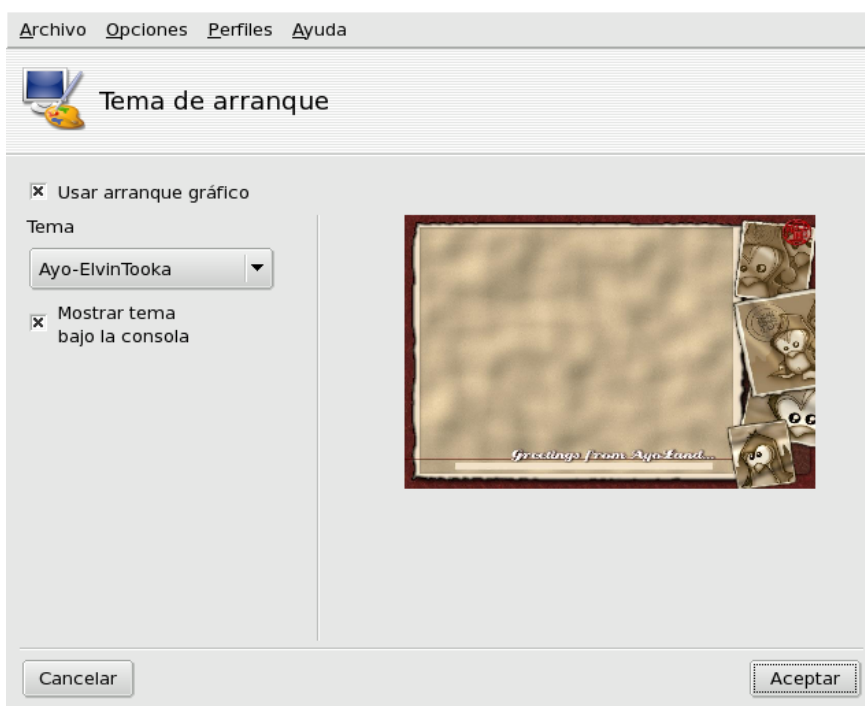 Archivo Opciones Perfiles Ayuda
Tema de arranque
Usar arranque gráfico
Tema
Ayo-ElvinTooka
Mostrar tema
bajo la consola
Greetings from AyoLand...
Cancelar
Aceptar